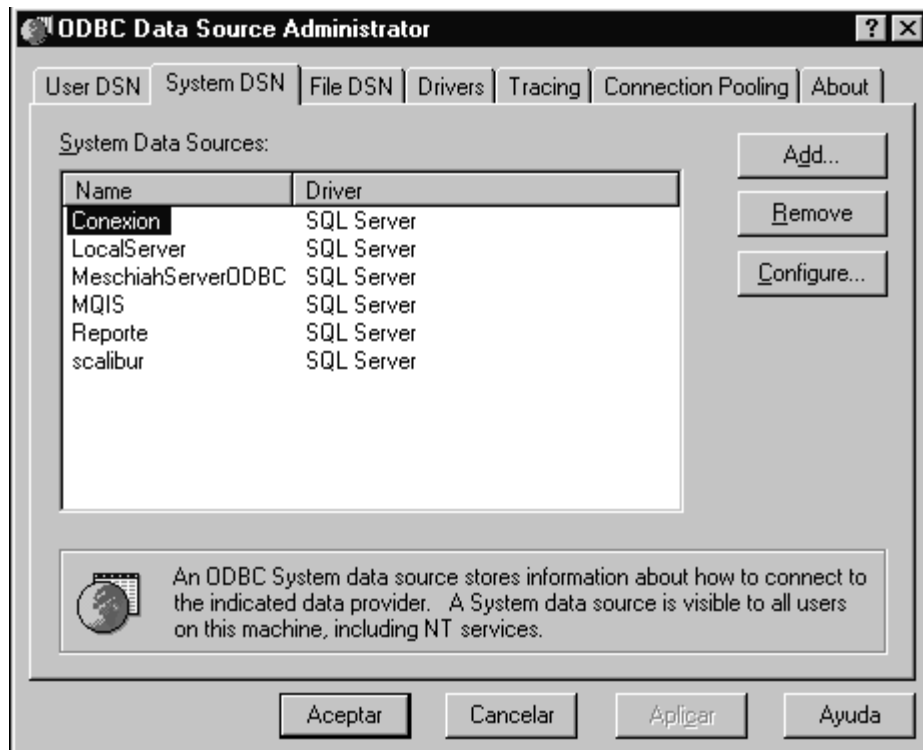 ODBC Data Source Administrator
User DSN System DSN File DSN Drivers Tracing Connection Pooling About
System Data Sources:
Add...
Name Driver
Conexion SQL Server
Remove
LocalServer SQL Server
MeschiahServerODBC SQL Server
Configure...
MQIS SQL Server
Reporte SQL Server
scalibur SQL Server
An ODBC System data source stores information about how to connect to
the indicated data provider. A System data source is visible to all users
on this machine, including NT services.
Aceptar Cancelar Aplicar Ayuda